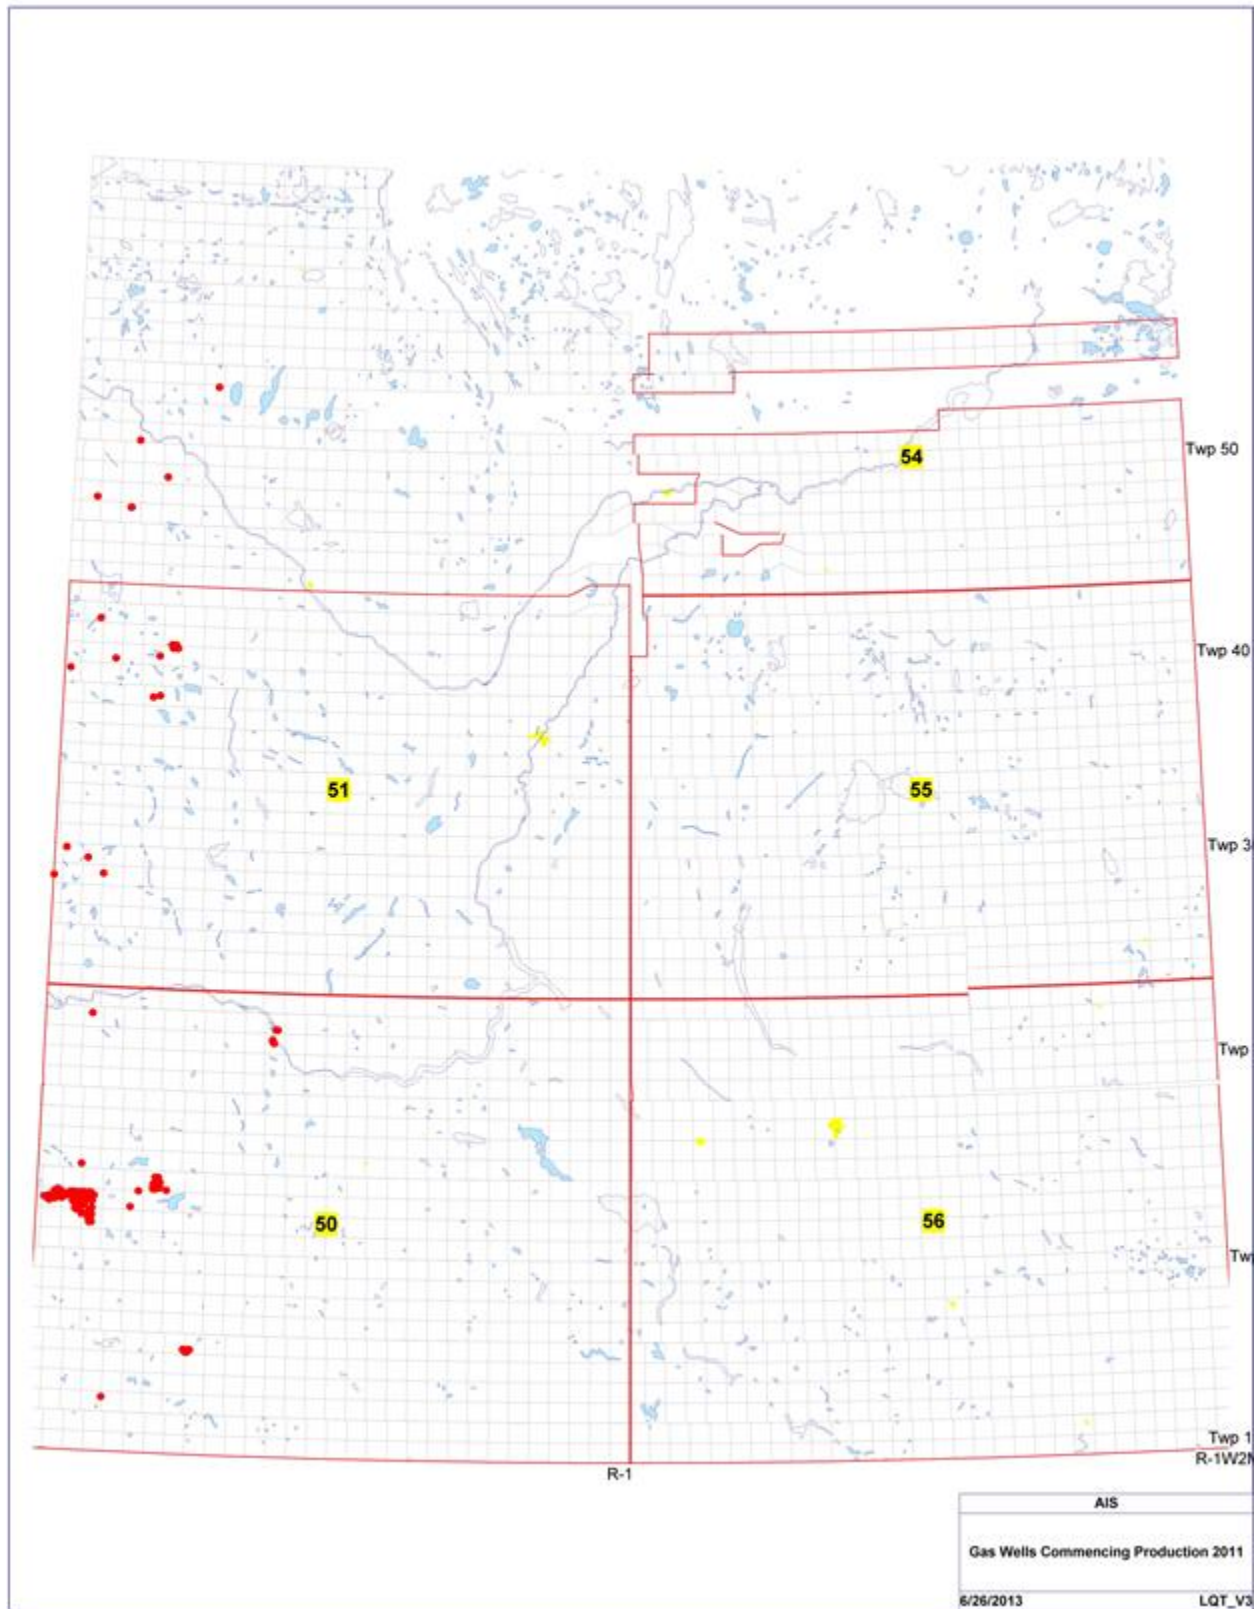 54
Twp 50
Twp 40
51
55
Twp 3
Twp
50
56
Tw
Twp 1
R-1W2M
R-1
AIS
Gas Wells Commencing Production 2011
6/26/2013 LQT_V3